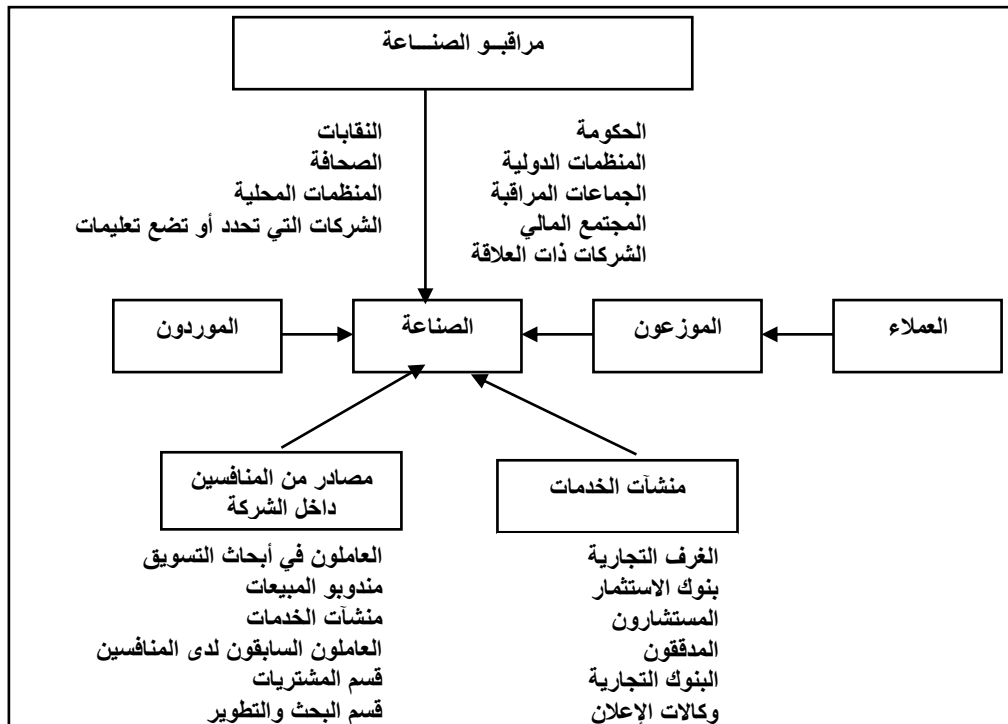 مراقبو الصناعة
الحكومة
المنظمات الدولية
الجماعات المراقبة
المجتمع المالي
الشركات ذات العلاقة
النقابات
الصحافة
المنظمات المحلية
الشركات التي تحدد أو تضع تعليمات
العملاء
الموزعون
الصناعة
الموردون
منشآت الخدمات
الغرف التجارية
بنوك الاستثمار
المستشارون
المدققون
البنوك التجارية
وكالات الإعلان
مصادر من المنافسين
داخل الشركة
العاملون في أبحاث التسويق
مندوبو المبيعات
منشآت الخدمات
العاملون السابقون لدى المنافسين
قسم المشتريات
قسم البحث والتطوير